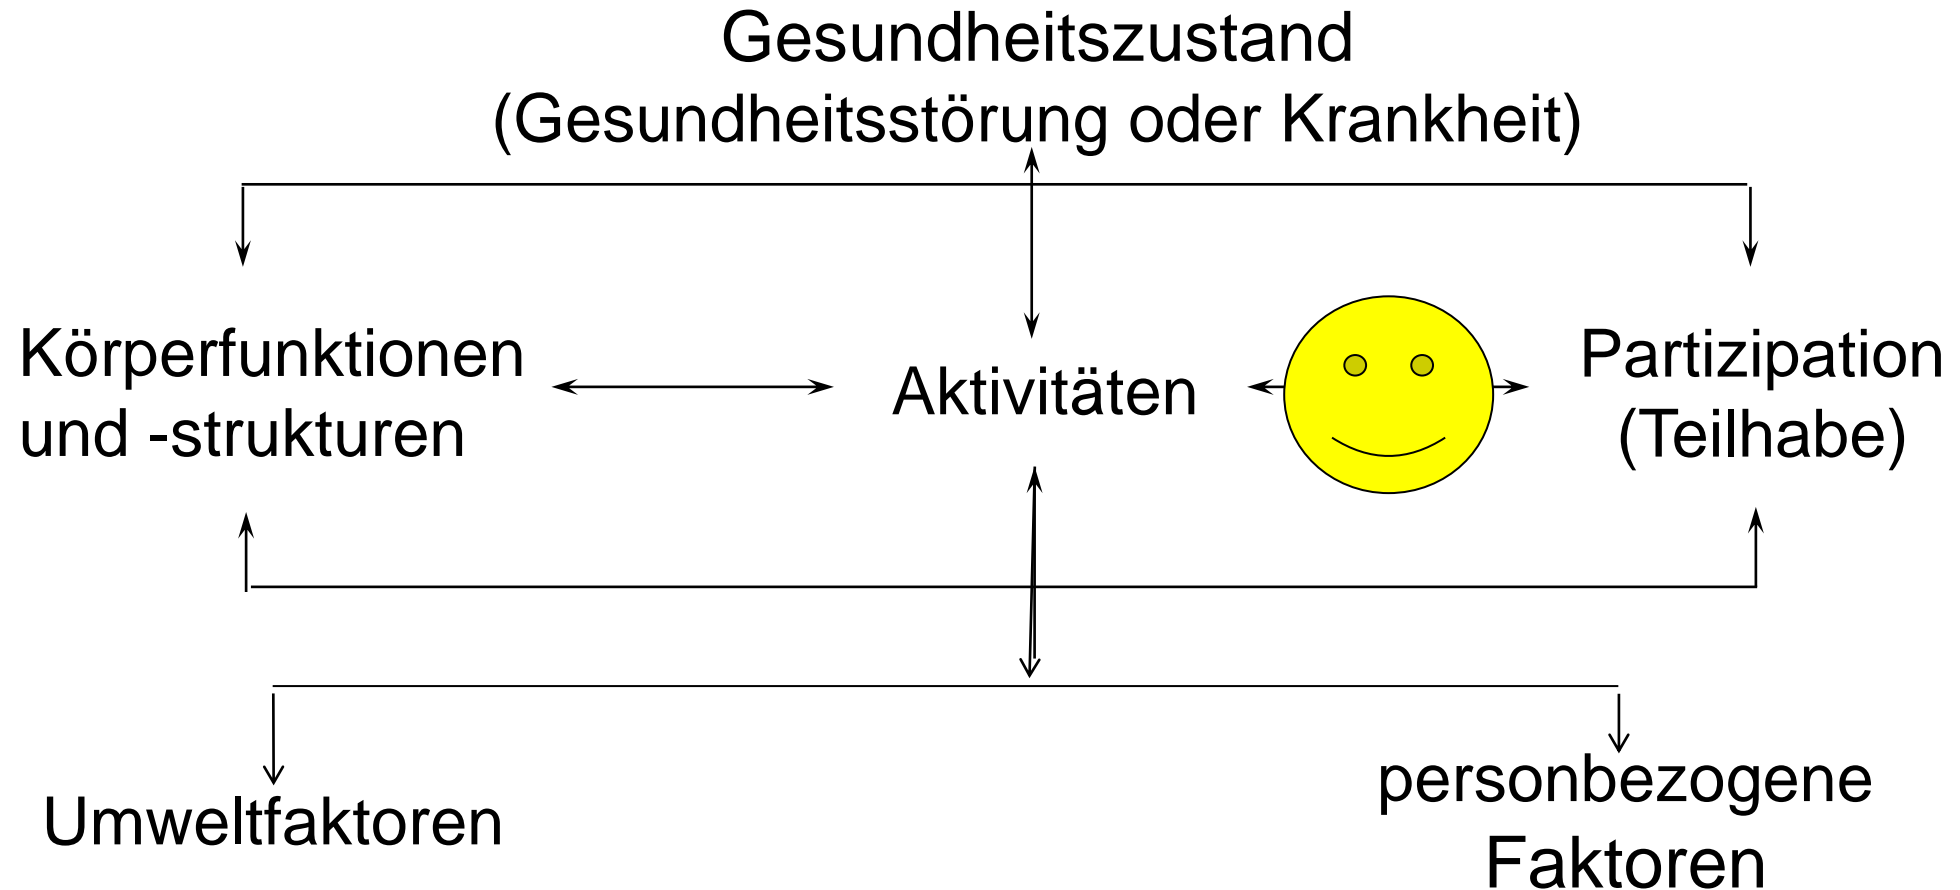 Gesundheitszustand
(Gesundheitsstörung oder Krankheit)
Körperfunktionen
und -strukturen
Aktivitäten
Partizipation
(Teilhabe)
Umweltfaktoren
personbezogene
Faktoren